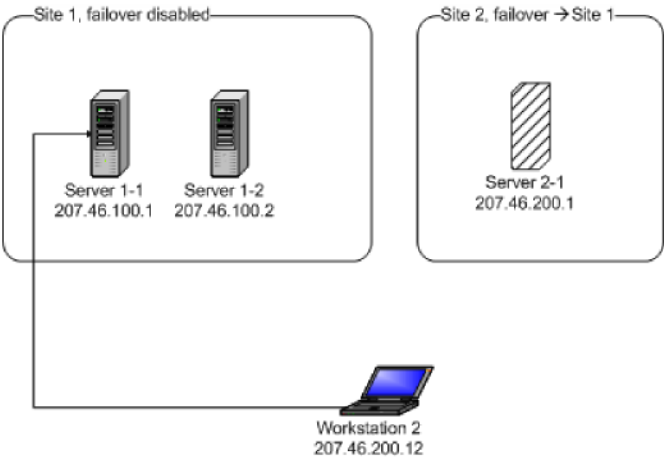 Site 1, failover disabled
Site 2, failover → Site 1
Server 1-1
207.46.100.1
Server 1-2
207.46.100.2
Server 2-1
207.46.200.1
Workstation 2
207.46.200.12